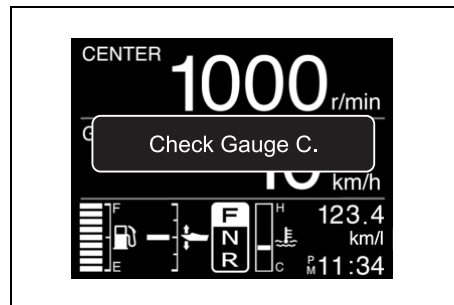 CENTER
1000 r/min
G
Check Gauge C.
km/h
F H 123.4
F N R km/l
E C PM 11:34